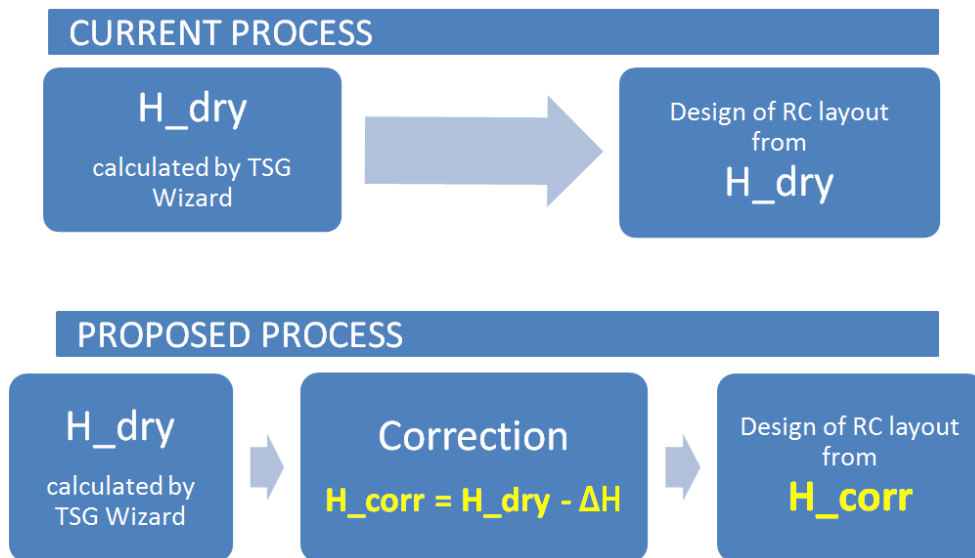 CURRENT PROCESS
H_dry
calculated by TSG
Wizard
Design of RC layout
from
H_dry
PROPOSED PROCESS
H_dry
calculated by
TSG Wizard
Correction
H_corr = H_dry - ΔH
Design of RC layout
from
H_corr